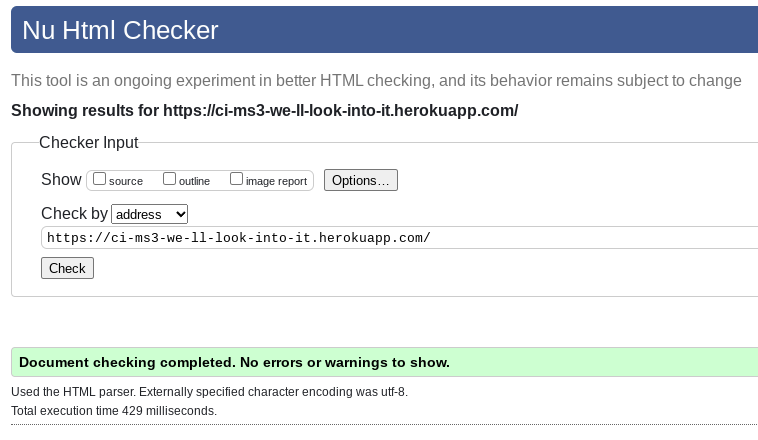 Nu Html Checker
This tool is an ongoing experiment in better HTML checking, and its behavior remains subject to change
Showing results for https://ci-ms3-we-ll-look-into-it.herokuapp.com/
Checker Input
Show source outline image report Options...
Check by address
https://ci-ms3-we-ll-look-into-it.herokuapp.com/
Check
Document checking completed. No errors or warnings to show.
Used the HTML parser. Externally specified character encoding was utf-8.
Total execution time 429 milliseconds.